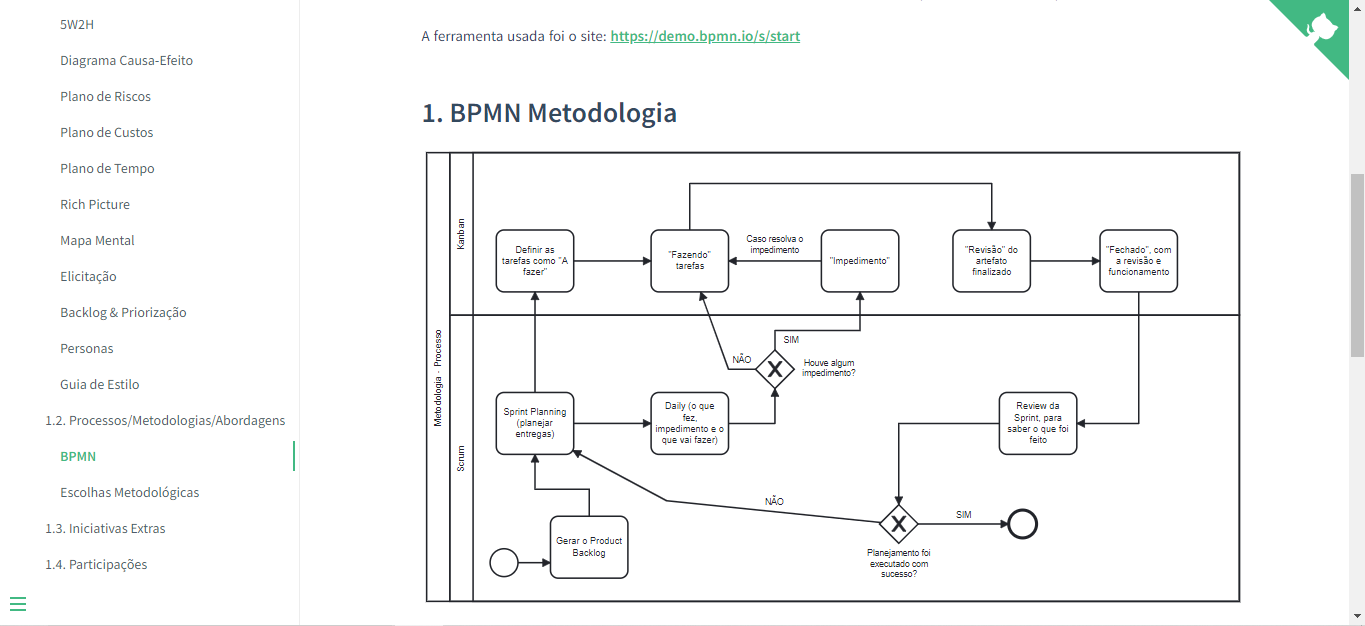 5W2H
Diagrama Causa-Efeito
Plano de Riscos
Plano de Custos
Plano de Tempo
Rich Picture
Mapa Mental
Elicitação
Backlog & Priorização
Personas
Guia de Estilo
1.2. Processos/Metodologias/Abordagens
BPMN
Escolhas Metodológicas
1.3. Iniciativas Extras
1.4. Participações
A ferramenta usada foi o site: https://demo.bpmn.io/s/start
1. BPMN Metodologia
Metodologia - Processo
Kanban
Definir as
tarefas como "A
fazer"
"Fazendo"
tarefas
Caso resolva o
impedimento
"Impedimento"
"Revisão" do
artefato
finalizado
"Fechado", com
a revisão e
funcionamento
Scrum
SIM
NÃO
Houve algum
impedimento?
Sprint Planning
(planejar
entregas)
Daily (o que
fez,
impedimento e o
que vai fazer)
Review da
Sprint, para
saber o que foi
feito
NÃO
SIM
Gerar o Product
Backlog
Planejamento foi
executado com
sucesso?